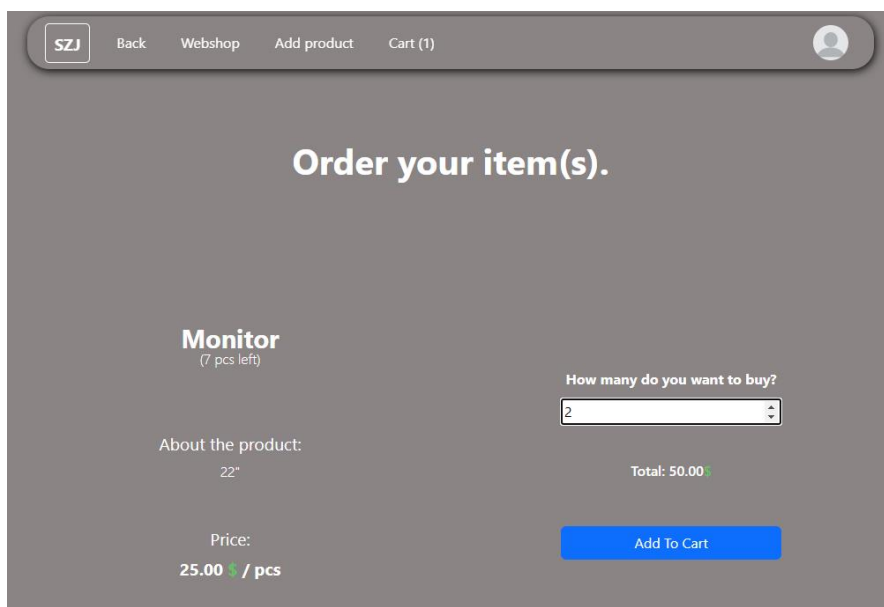 SZJ Back Webshop Add product Cart (1)
Order your item(s).
Monitor
(7 pcs left)
About the product:
22"
Price:
25.00 $ / pcs
How many do you want to buy?
2
Total: 50.00$
Add To Cart